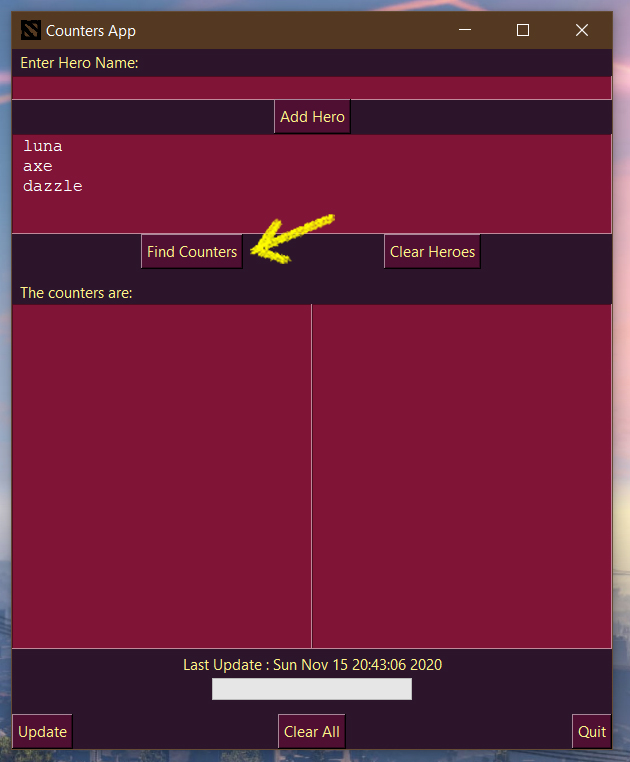 Counters App
Enter Hero Name:
Add Hero
luna
axe
dazzle
Find Counters
Clear Heroes
The counters are:
Last Update : Sun Nov 15 20:43:06 2020
Update
Clear All
Quit